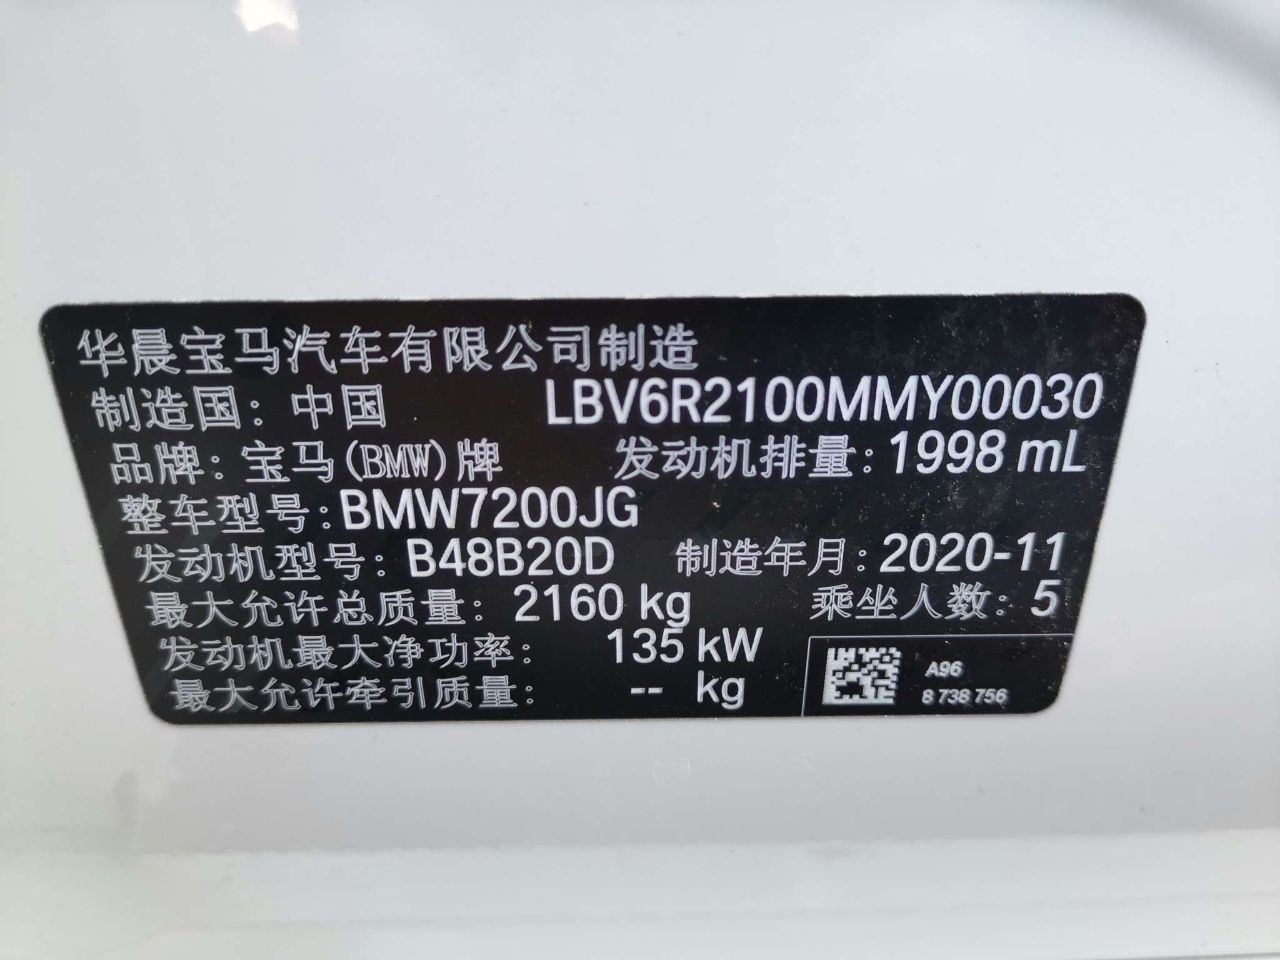 华晨宝马汽车有限公司制造
制造国: 中国 LBV6R2100MMY00030
品牌: 宝马(BMW)牌 发动机排量: 1998 mL
整车型号: BMW7200JG
发动机型号: B48B20D 制造年月: 2020-11
最大允许总质量: 2160 kg 乘坐人数: 5
发动机最大净功率: 135 kW
最大允许牵引质量: -- kg
A96
8 738 756